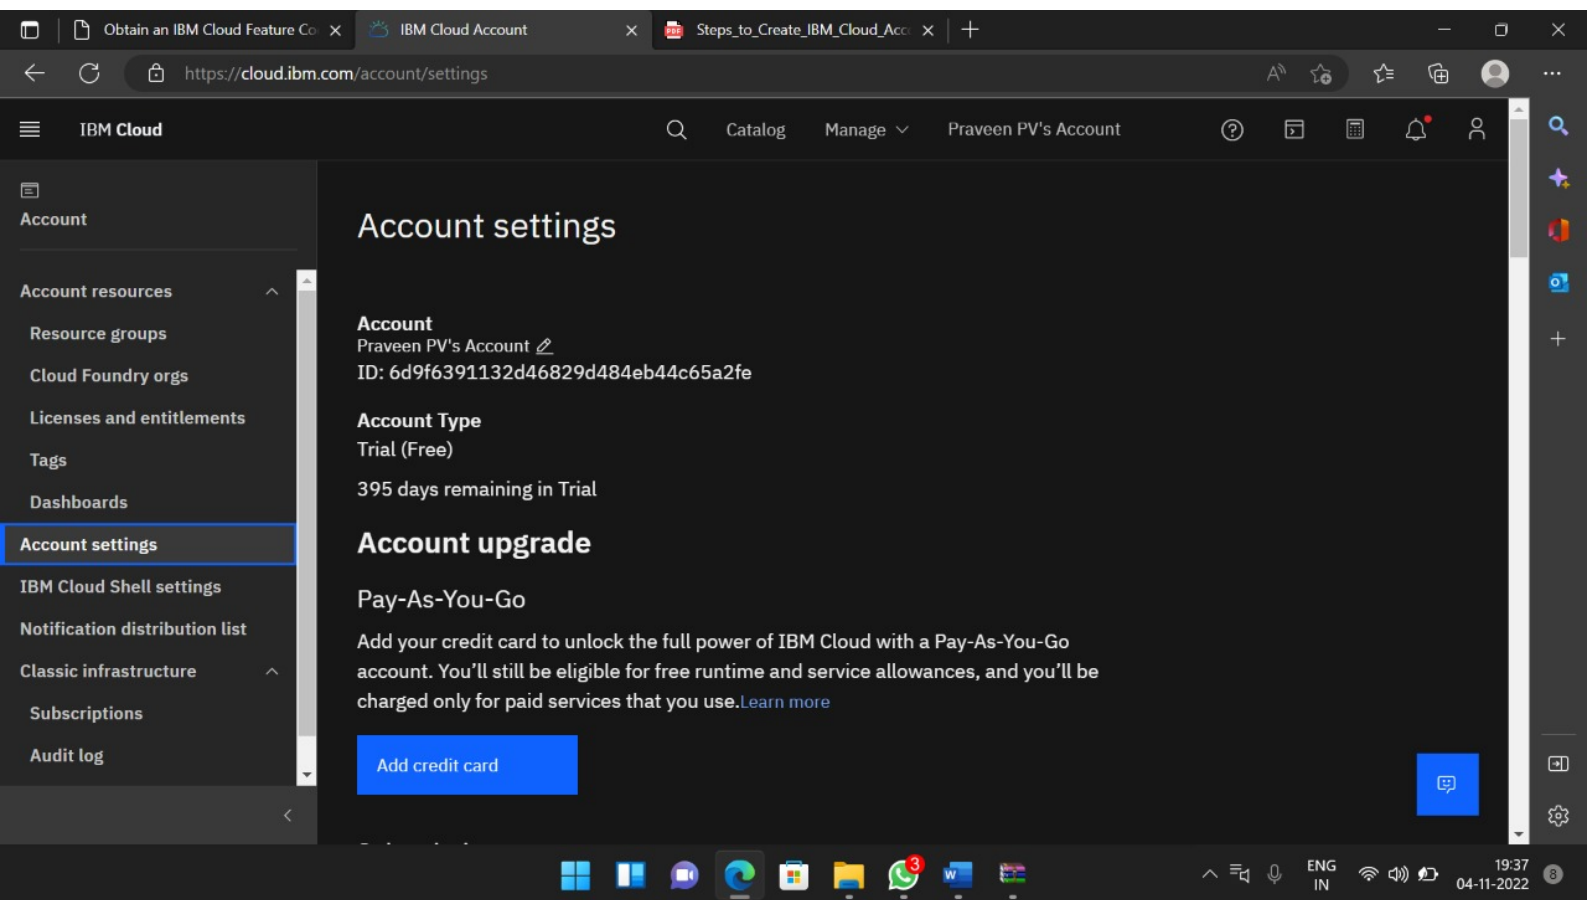 Obtain an IBM Cloud Feature Co
IBM Cloud Account
PDF
Steps_to_Create_IBM_Cloud_Acco
https://cloud.ibm.com/account/settings
IBM Cloud
Catalog
Manage
Praveen PV's Account
Account
Account resources
Resource groups
Cloud Foundry orgs
Licenses and entitlements
Tags
Dashboards
Account settings
IBM Cloud Shell settings
Notification distribution list
Classic infrastructure
Subscriptions
Audit log
Account settings
Account
Praveen PV's Account
ID: 6d9f6391132d46829d484eb44c65a2fe
Account Type
Trial (Free)
395 days remaining in Trial
Account upgrade
Pay-As-You-Go
Add your credit card to unlock the full power of IBM Cloud with a Pay-As-You-Go
account. You’ll still be eligible for free runtime and service allowances, and you’ll be
charged only for paid services that you use.Learn more
Add credit card
3
ENG
IN
19:37
04-11-2022
8